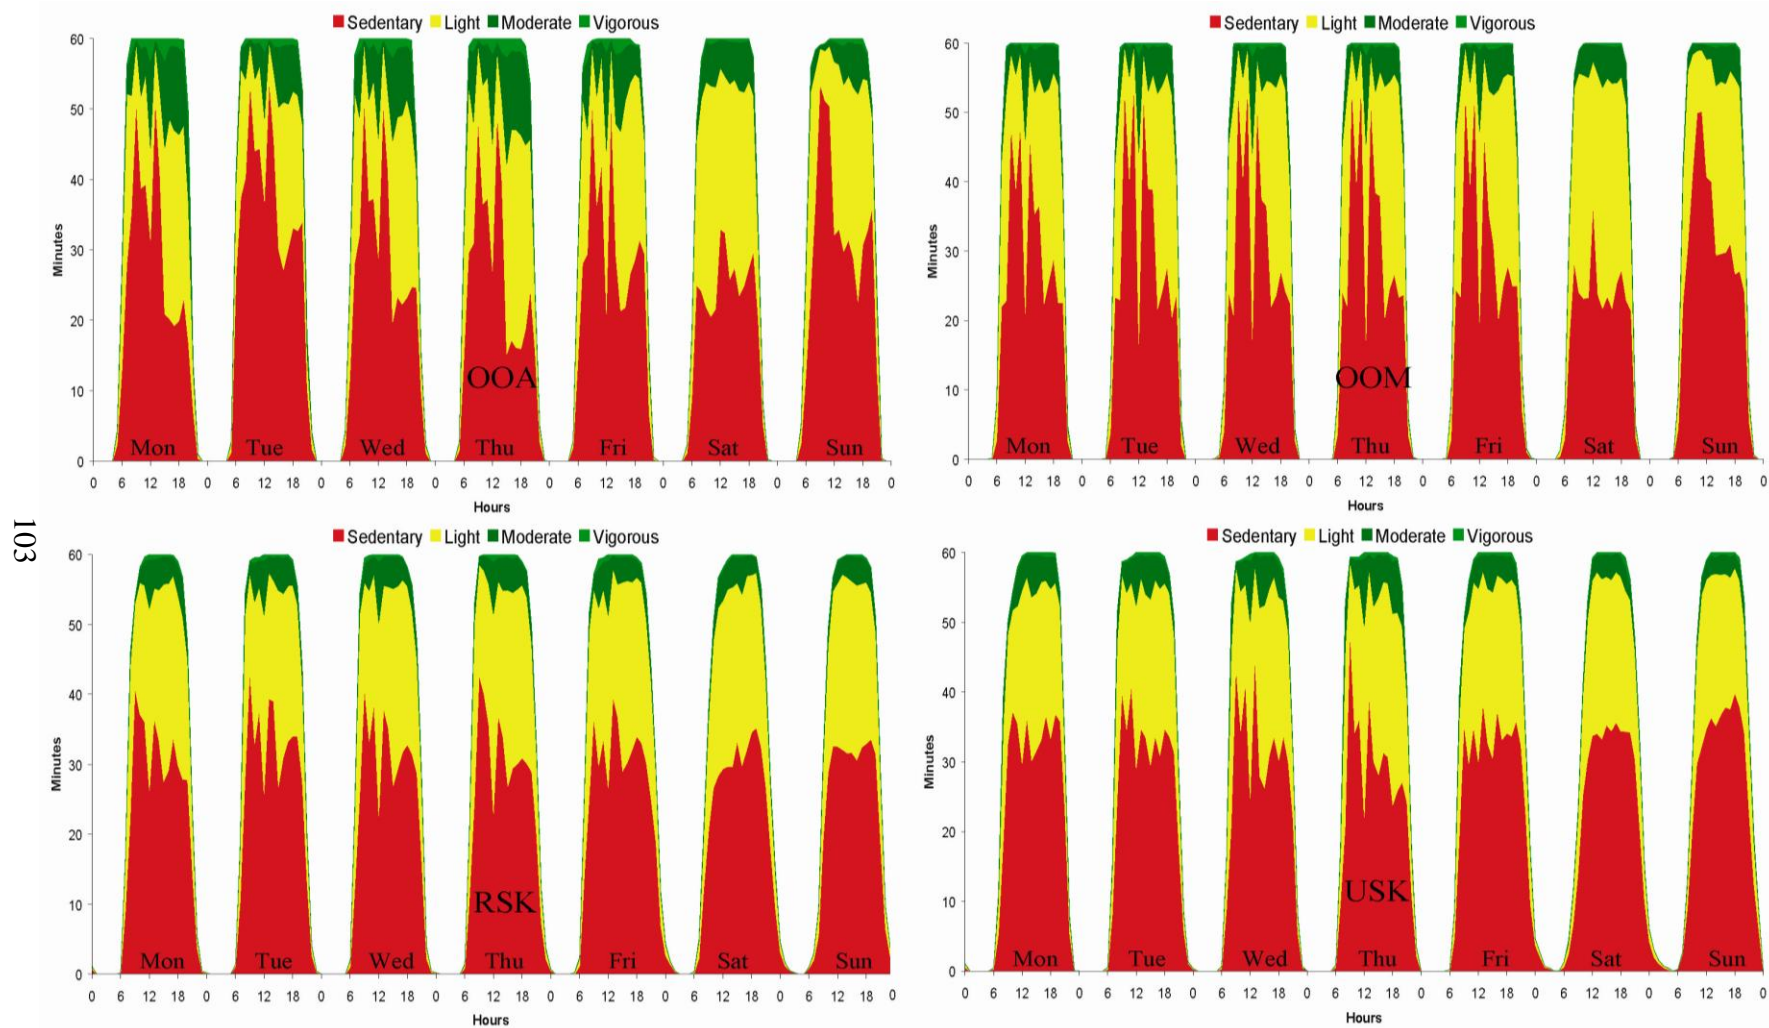 Sedentary Light Moderate Vigorous
60
50
40
30
20
10
0
Minutes
OOA
Mon Tue Wed Thu Fri Sat Sun
0 6 12 18 0 6 12 18 0 6 12 18 0 6 12 18 0 6 12 18 0 6 12 18 0 6 12 18 0
Hours
Sedentary Light Moderate Vigorous
60
50
40
30
20
10
0
Minutes
OOM
Mon Tue Wed Thu Fri Sat Sun
0 6 12 18 0 6 12 18 0 6 12 18 0 6 12 18 0 6 12 18 0 6 12 18 0 6 12 18 0
Hours
103
Sedentary Light Moderate Vigorous
60
50
40
30
20
10
0
Minutes
RSK
Mon Tue Wed Thu Fri Sat Sun
0 6 12 18 0 6 12 18 0 6 12 18 0 6 12 18 0 6 12 18 0 6 12 18 0 6 12 18 0
Hours
Sedentary Light Moderate Vigorous
60
50
40
30
20
10
0
Minutes
USK
Mon Tue Wed Thu Fri Sat Sun
0 6 12 18 0 6 12 18 0 6 12 18 0 6 12 18 0 6 12 18 0 6 12 18 0 6 12 18 0
Hours